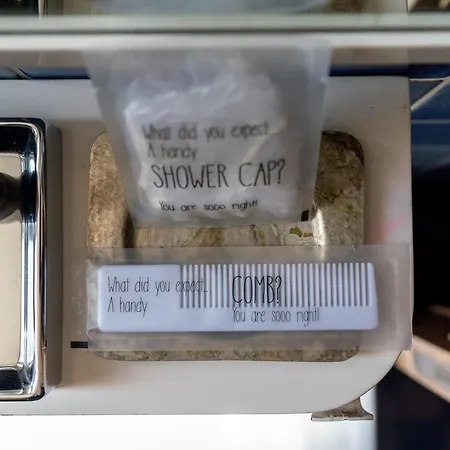 What did you expect...
A handy
SHOWER CAP?
You are sooo right!
What did you expect...
A handy
COMB?
You are sooo right!